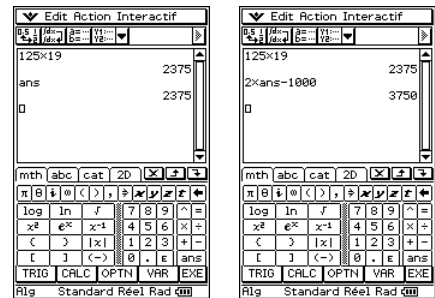 Edit Action Interactif
125×19
2375
ans
2375
mth abc cat 2D
π θ i ∞ ( ) , ⇒ x y z t ←
log ln √ 7 8 9 ^ =
x² eˣ x⁻¹ 4 5 6 × ÷
( ) |x| 1 2 3 + -
[ ] (-) 0 . E ans
TRIG CALC OPTN VAR EXE
Alg Standard Réel Rad
Edit Action Interactif
125×19
2375
2×ans-1000
3750
mth abc cat 2D
π θ i ∞ ( ) , ⇒ x y z t ←
log ln √ 7 8 9 ^ =
x² eˣ x⁻¹ 4 5 6 × ÷
( ) |x| 1 2 3 + -
[ ] (-) 0 . E ans
TRIG CALC OPTN VAR EXE
Alg Standard Réel Rad